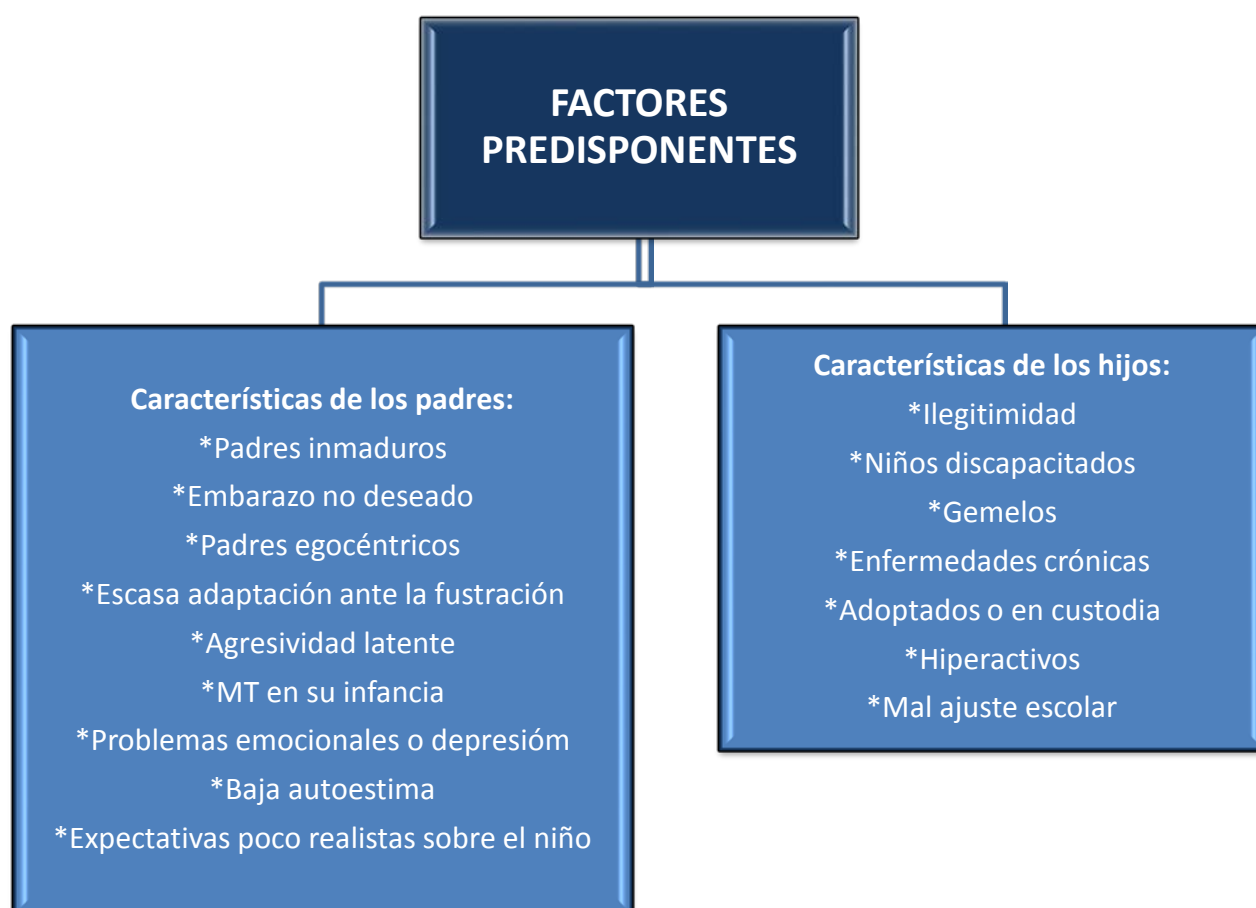 FACTORES
PREDISPONENTES
Características de los padres:
*Padres inmaduros
*Embarazo no deseado
*Padres egocéntricos
*Escasa adaptación ante la fustración
*Agresividad latente
*MT en su infancia
*Problemas emocionales o depresióm
*Baja autoestima
*Expectativas poco realistas sobre el niño
Características de los hijos:
*Ilegitimidad
*Niños discapacitados
*Gemelos
*Enfermedades crónicas
*Adoptados o en custodia
*Hiperactivos
*Mal ajuste escolar